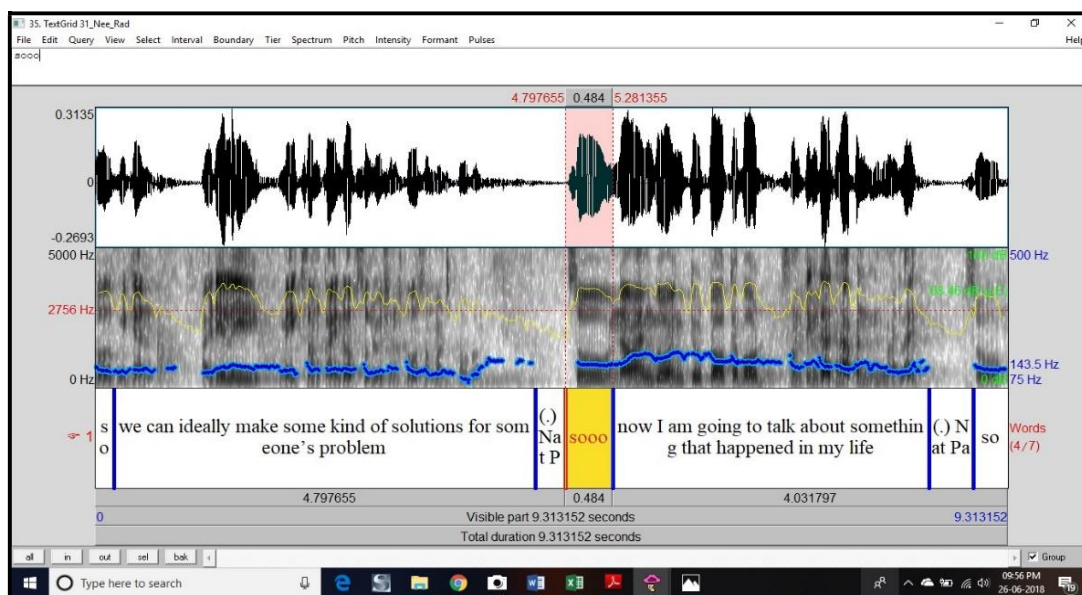 35. TextGrid 31_Nee_Rad
File Edit Query View Select Interval Boundary Tier Spectrum Pitch Intensity Formant Pulses Help
sooo
4.797655 0.484 5.281355
0.3135
0
-0.2693
5000 Hz 500 Hz
2756 Hz
143.5 Hz
0 Hz 75 Hz
s
o
we can ideally make some kind of solutions for som
eone's problem
(.)
Na
t P
sooo
now I am going to talk about somethin
g that happened in my life
(.) N
at Pa
so
1
Words
(4/7)
4.797655 0.484 4.031797
0 Visible part 9.313152 seconds 9.313152
Total duration 9.313152 seconds
all in out sel bak Group
Type here to search
09:56 PM
26-06-2018
19